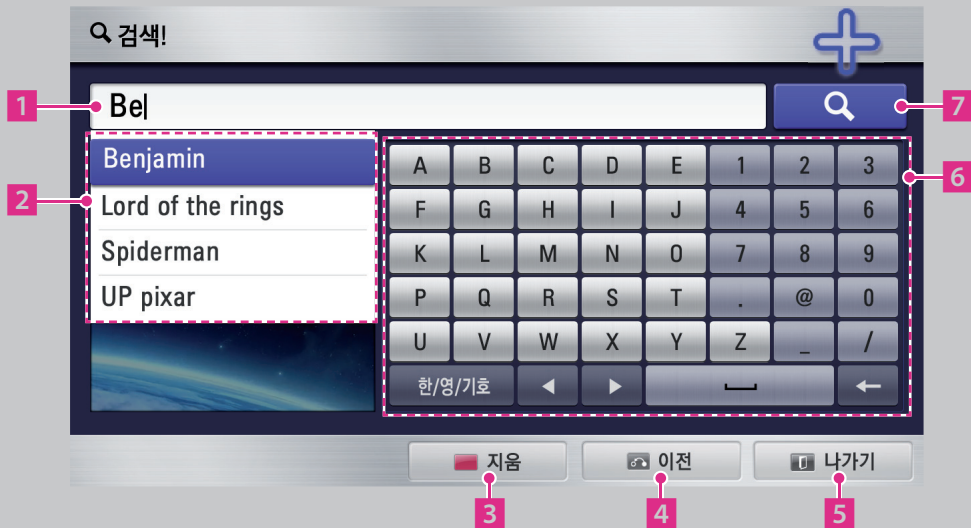 검색!
1
Be
7
2
Benjamin
Lord of the rings
Spiderman
UP pixar
A B C D E 1 2 3
F G H I J 4 5 6
K L M N O 7 8 9
P Q R S T . @ 0
U V W X Y Z _ /
한/영/기호
6
지움
이전
나가기
3
4
5